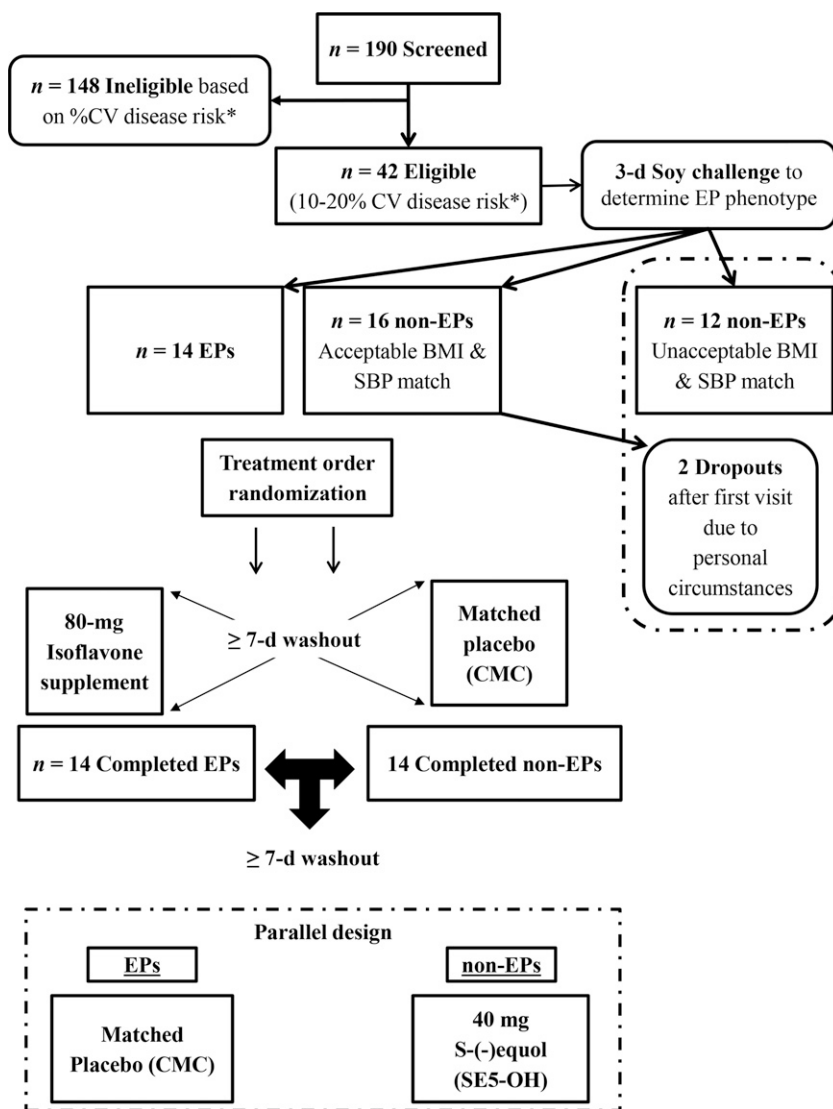 n = 190 Screened
n = 148 Ineligible based
on %CV disease risk*
n = 42 Eligible
(10-20% CV disease risk*)
3-d Soy challenge to
determine EP phenotype
n = 14 EPs
n = 16 non-EPs
Acceptable BMI &
SBP match
n = 12 non-EPs
Unacceptable BMI
& SBP match
2 Dropouts
after first visit
due to
personal
circumstances
Treatment order
randomization
80-mg
Isoflavone
supplement
≥ 7-d washout
Matched
placebo
(CMC)
n = 14 Completed EPs
14 Completed non-EPs
≥ 7-d washout
Parallel design
EPs
non-EPs
Matched
Placebo (CMC)
40 mg
S-(-)equol
(SE5-OH)